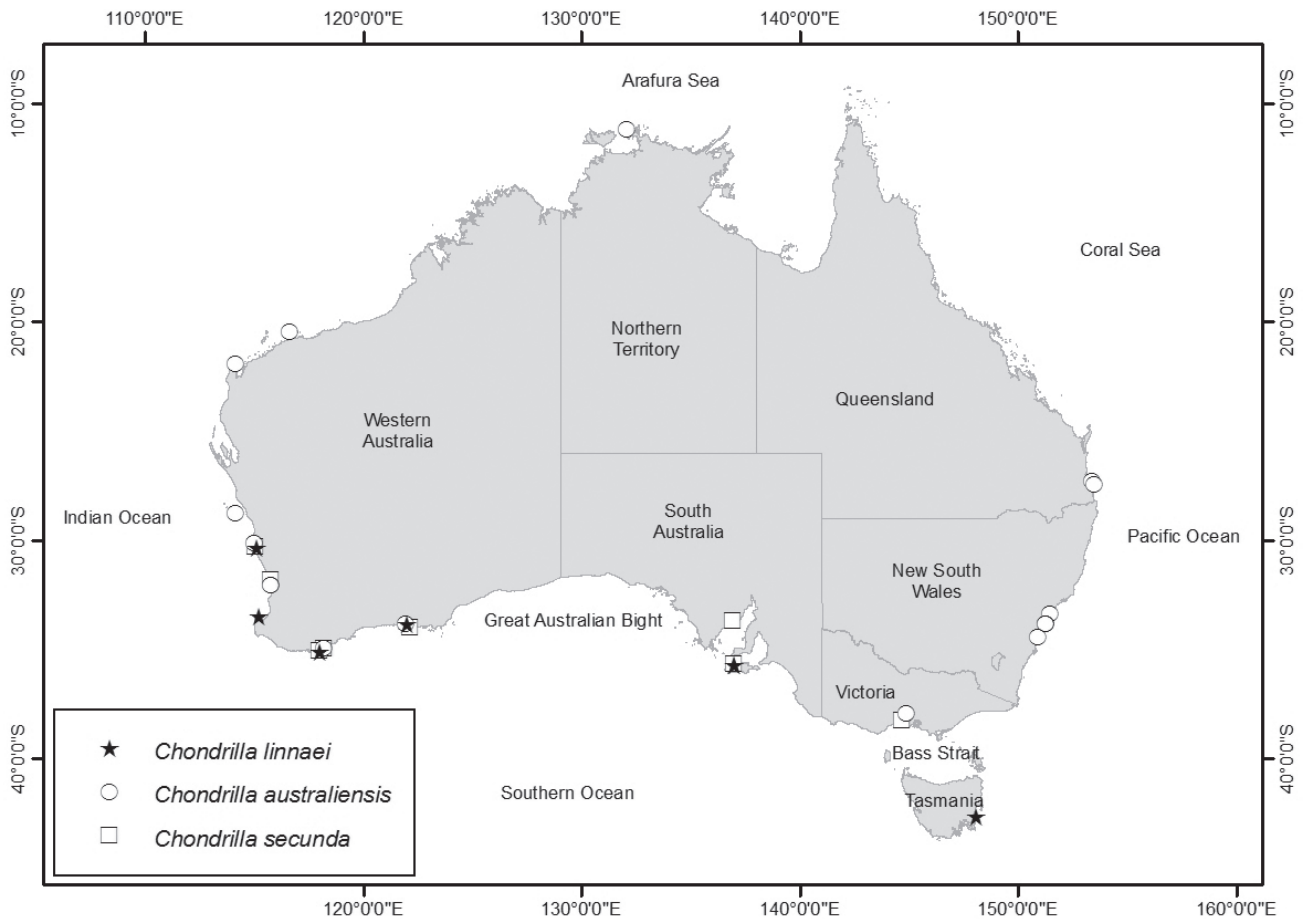 110°0'0"E 120°0'0"E 130°0'0"E 140°0'0"E 150°0'0"E
Arafura Sea
10°0'0"S
10°0'0"S
Coral Sea
20°0'0"S
20°0'0"S
Northern
Territory
Queensland
Western
Australia
Indian Ocean
South
Australia
Pacific Ocean
30°0'0"S
30°0'0"S
New South
Wales
Great Australian Bight
Victoria
Bass Strait
40°0'0"S
40°0'0"S
Southern Ocean
Tasmania
Chondrilla linnaei
Chondrilla australiensis
Chondrilla secunda
120°0'0"E 130°0'0"E 140°0'0"E 150°0'0"E 160°0'0"E